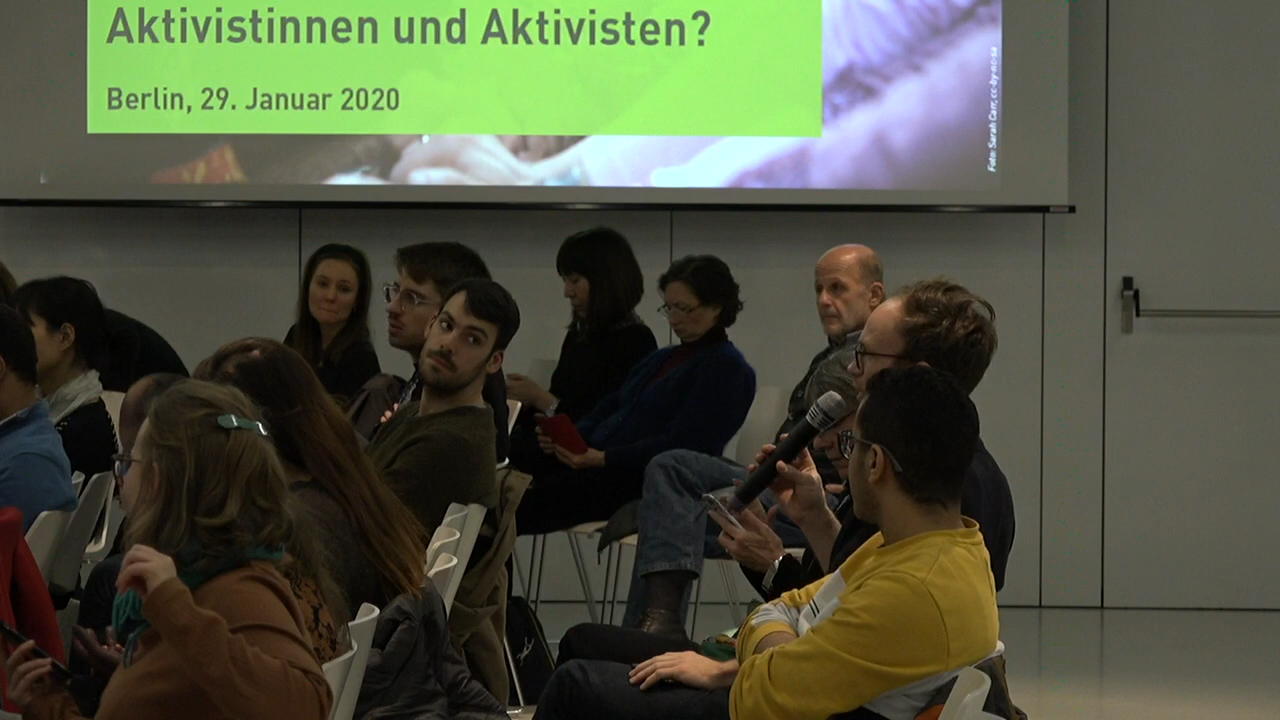 Aktivistinnen und Aktivisten?
Berlin, 29. Januar 2020
Foto: Sarah Carr, cc-by-nc-sa